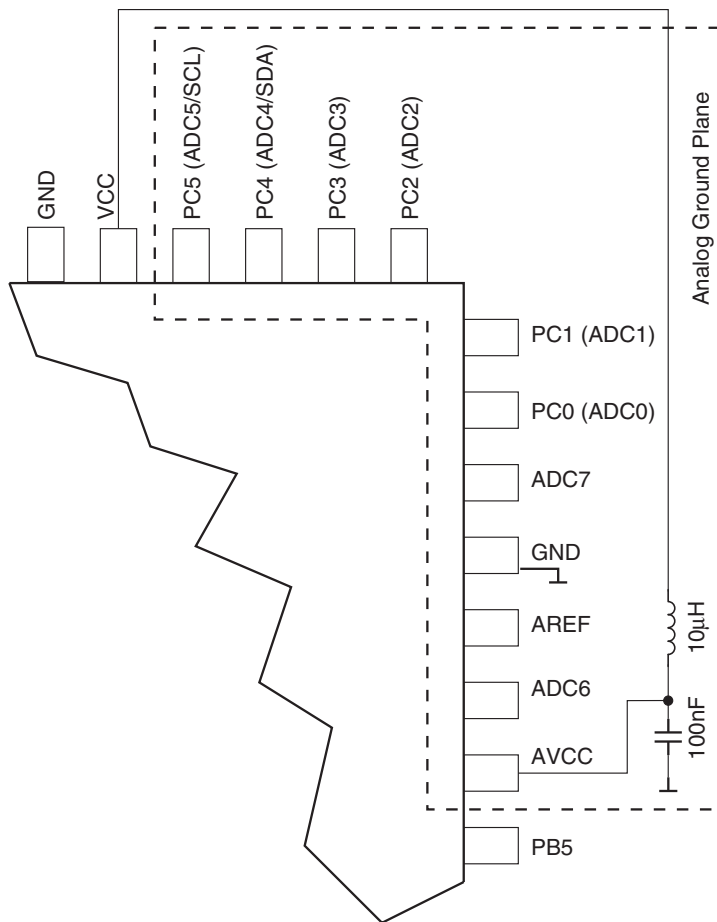 GND
VCC
PC5 (ADC5/SCL)
PC4 (ADC4/SDA)
PC3 (ADC3)
PC2 (ADC2)
Analog Ground Plane
PC1 (ADC1)
PC0 (ADC0)
ADC7
GND
AREF
ADC6
AVCC
PB5
10μH
100nF